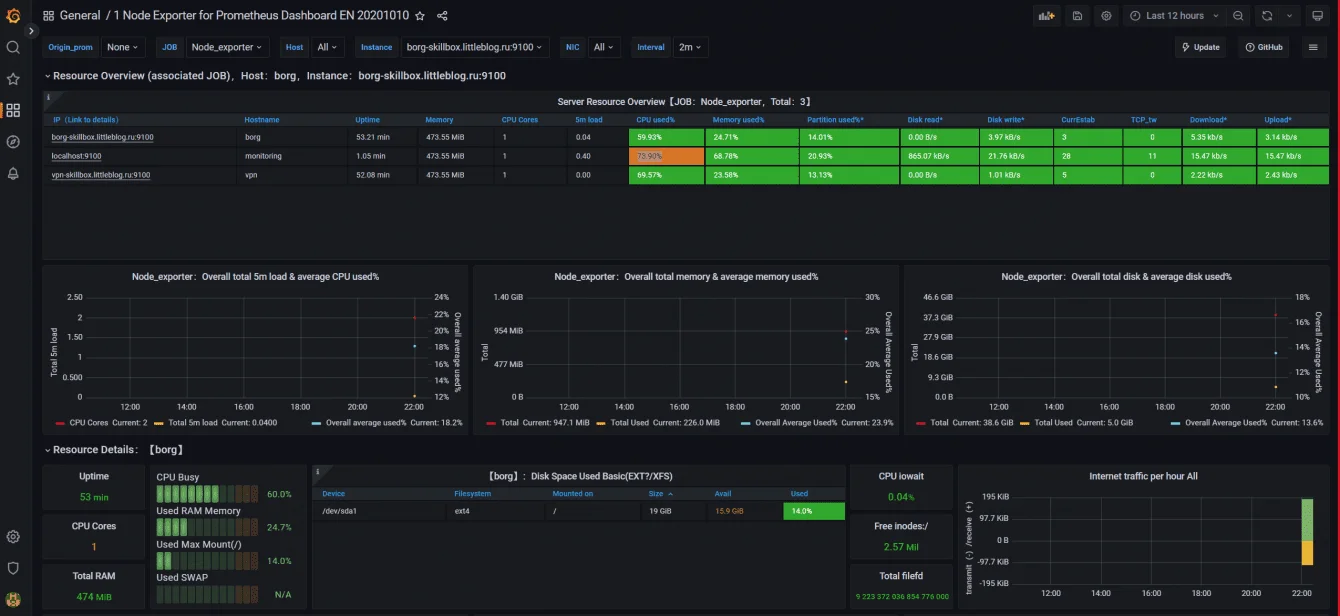 General / 1 Node Exporter for Prometheus Dashboard EN 20201010
Last 12 hours
Origin_prom None JOB Node_exporter Host All Instance borg-skillbox.littleblog.ru:9100 NIC All Interval 2m Update GitHub
Resource Overview (associated JOB), Host: borg, Instance: borg-skillbox.littleblog.ru:9100
Server Resource Overview【JOB: Node_exporter, Total: 3】
IP (Link to details) Hostname Uptime Memory CPU Cores 5m load CPU used% Memory used% Partition used%* Disk read* Disk write* CurrEstab TCP_tw Download* Upload*
borg-skillbox.littleblog.ru:9100 borg 53.21 min 473.55 MiB 1 0.04 59.93% 24.71% 14.01% 0.00 B/s 3.97 kB/s 3 0 5.35 kb/s 3.14 kb/s
localhost:9100 monitoring 1.05 min 473.55 MiB 1 0.40 73.90% 68.78% 20.93% 865.07 kB/s 21.76 kB/s 28 11 15.47 kb/s 15.47 kb/s
vpn-skillbox.littleblog.ru:9100 vpn 52.08 min 473.55 MiB 1 0.00 69.57% 23.58% 13.13% 0.00 B/s 1.01 kB/s 5 0 2.22 kb/s 2.43 kb/s
Node_exporter: Overall total 5m load & average CPU used%
2.50
2
1.50
1
0.500
0
Total 5m load
24%
22%
20%
18%
16%
14%
12%
Overall average used%
12:00 14:00 16:00 18:00 20:00 22:00
CPU Cores Current: 2 Total 5m load Current: 0.0400 Overall average used% Current: 18.2%
Node_exporter: Overall total memory & average memory used%
1.40 GiB
954 MiB
477 MiB
0 B
Total
30%
25%
20%
15%
Overall Average Used%
12:00 14:00 16:00 18:00 20:00 22:00
Total Current: 947.1 MiB Total Used Current: 226.0 MiB Overall Average Used% Current: 23.9%
Node_exporter: Overall total disk & average disk used%
46.6 GiB
37.3 GiB
27.9 GiB
18.6 GiB
9.3 GiB
0.0 B
Total
18%
16%
14%
12%
10%
Overall Average Used%
12:00 14:00 16:00 18:00 20:00 22:00
Total Current: 38.6 GiB Total Used Current: 5.0 GiB Overall Average Used% Current: 13.6%
Resource Details: 【borg】
Uptime
53 min
CPU Cores
1
Total RAM
474 MiB
CPU Busy
60.0%
Used RAM Memory
24.7%
Used Max Mount(/)
14.0%
Used SWAP
N/A
【borg】: Disk Space Used Basic(EXT?/XFS)
Device Filesystem Mounted on Size Avail Used
/dev/sda1 ext4 / 19 GiB 15.9 GiB 14.0%
CPU iowait
0.04%
Free inodes:/
2.57 Mil
Total filefd
9 223 372 036 854 776 000
Internet traffic per hour All
195 KiB
97.7 KiB
0 B
-97.7 KiB
-195 KiB
transmit (-) /receive (+)
12:00 14:00 16:00 18:00 20:00 22:00